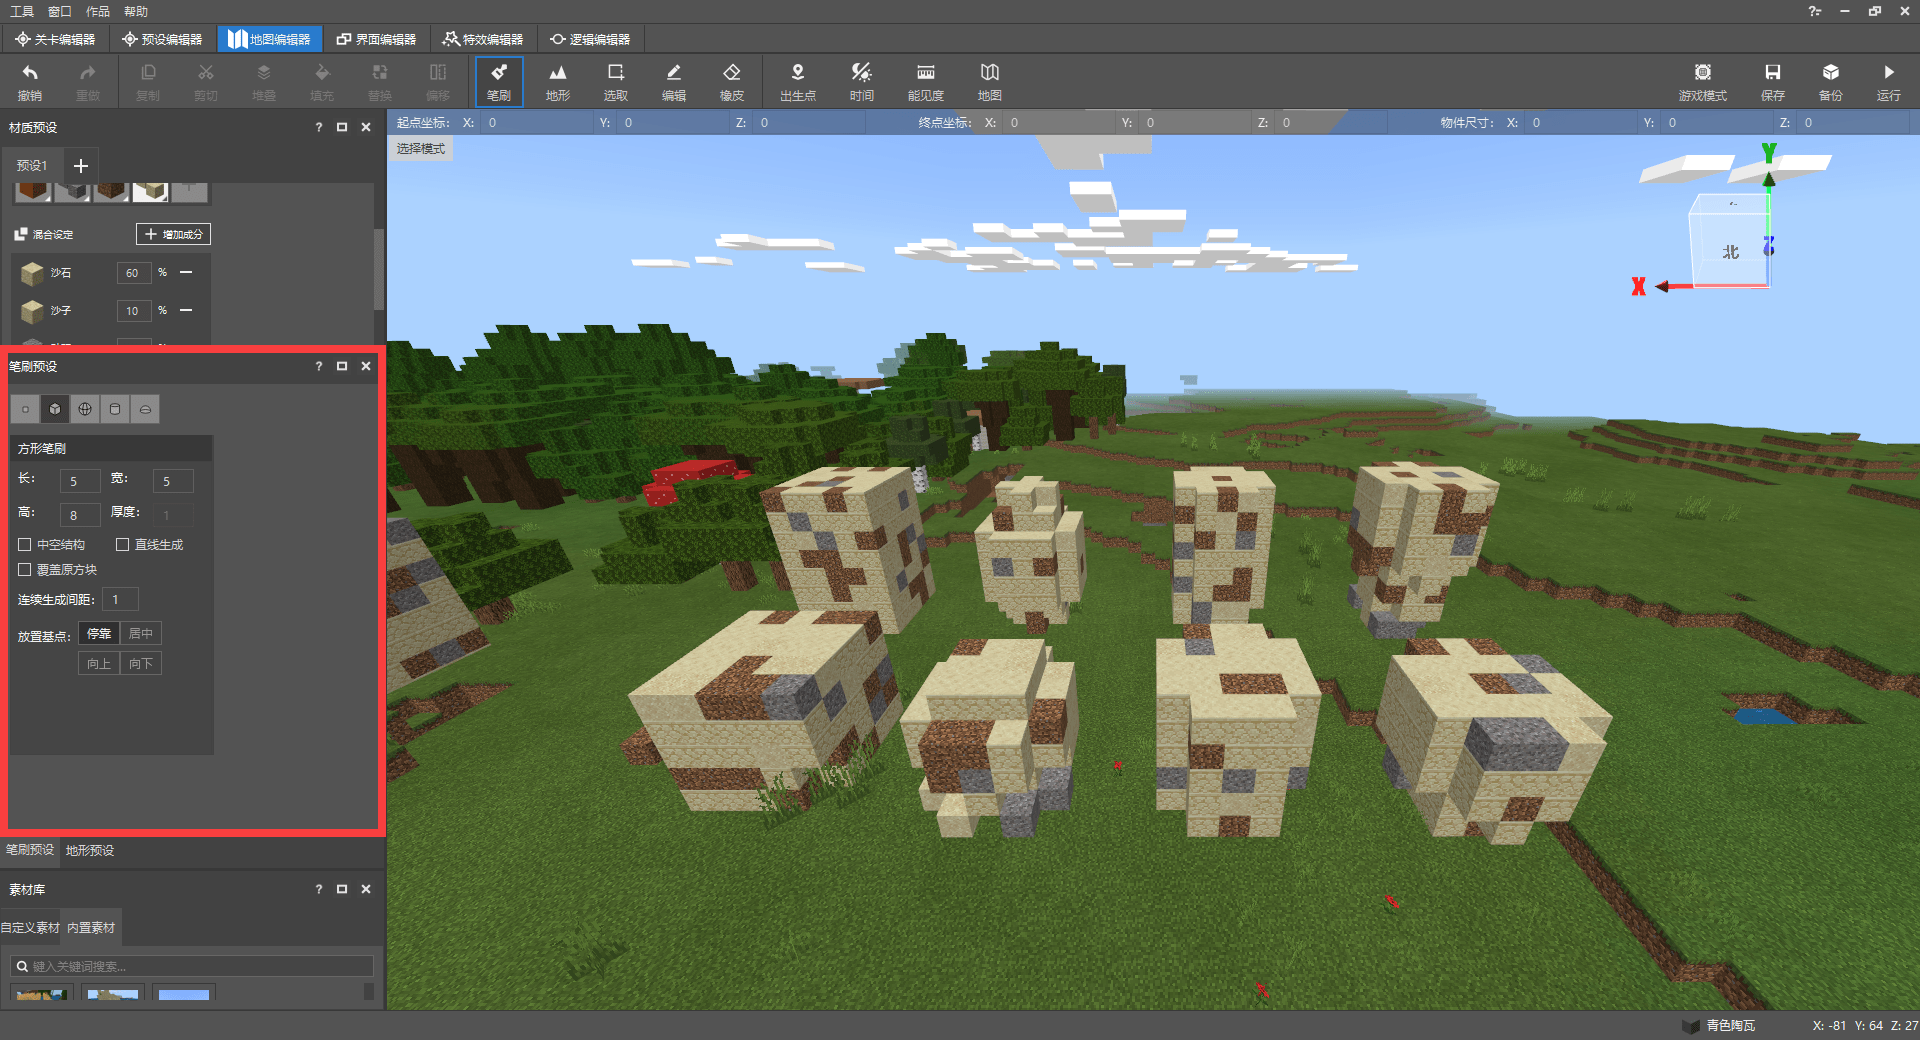 工具 窗口 作品 帮助
关卡编辑器 预设编辑器 地图编辑器 界面编辑器 特效编辑器 逻辑编辑器
撤销 重做 复制 剪切 堆叠 填充 替换 偏移 笔刷 地形 选取 编辑 橡皮 出生点 时间 能见度 地图 游戏模式 保存 备份 运行
材质预设 ?
起点坐标: X: 0 Y: 0 Z: 0 终点坐标: X: 0 Y: 0 Z: 0 物件尺寸: X: 0 Y: 0 Z: 0
选择模式
预设1 +
混合设定 + 增加成分
沙石 60 %
沙子 10 %
Y
北
Z
X
笔刷预设 ?
方形笔刷
长: 5 宽: 5
高: 8 厚度: 1
中空结构 直线生成
覆盖原方块
连续生成间距: 1
放置基点: 停靠 居中
向上 向下
笔刷预设 地形预设
素材库 ?
自定义素材 内置素材
键入关键词搜索...
青色陶瓦 X: -81 Y: 64 Z: 27